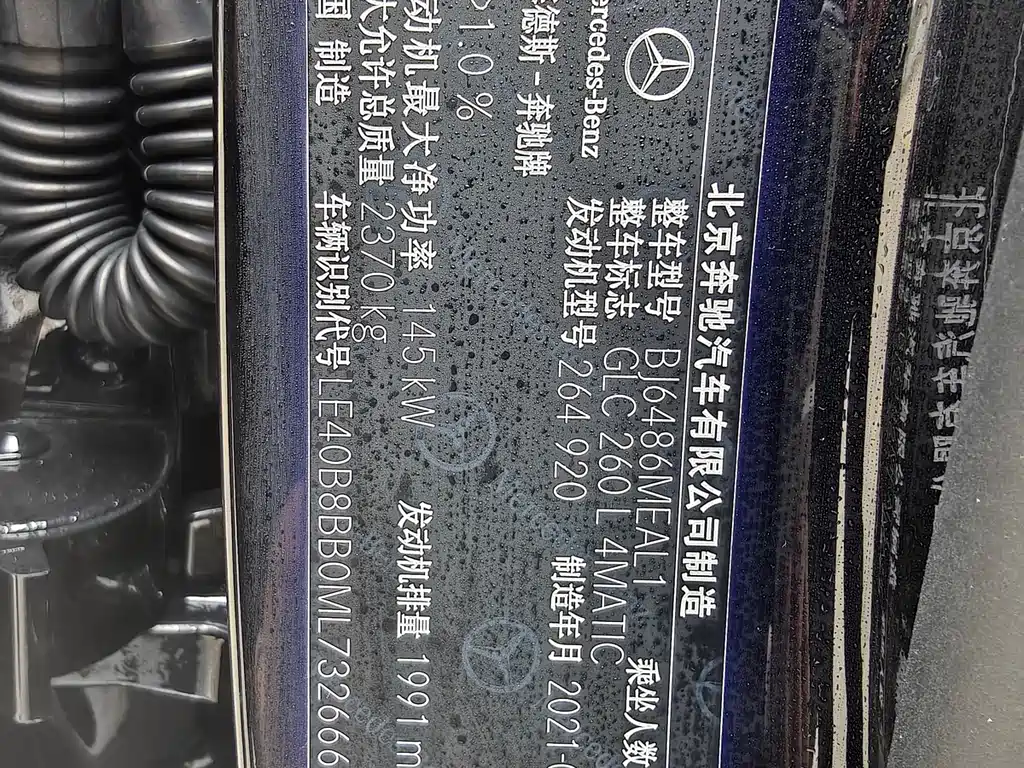 北京奔驰汽车有限公司制造
Mercedes-Benz
整车型号 BJ6486MEAL1 乘坐人数
德斯-奔驰牌 整车标志 GLC 260 L 4MATIC
发动机型号 264 920 制造年月 2021-
1.0 %
动机最大净功率 145 kW 发动机排量 1991 m
大允许总质量 2370 kg
国 制造 车辆识别代号 LE40B8BB0ML732666